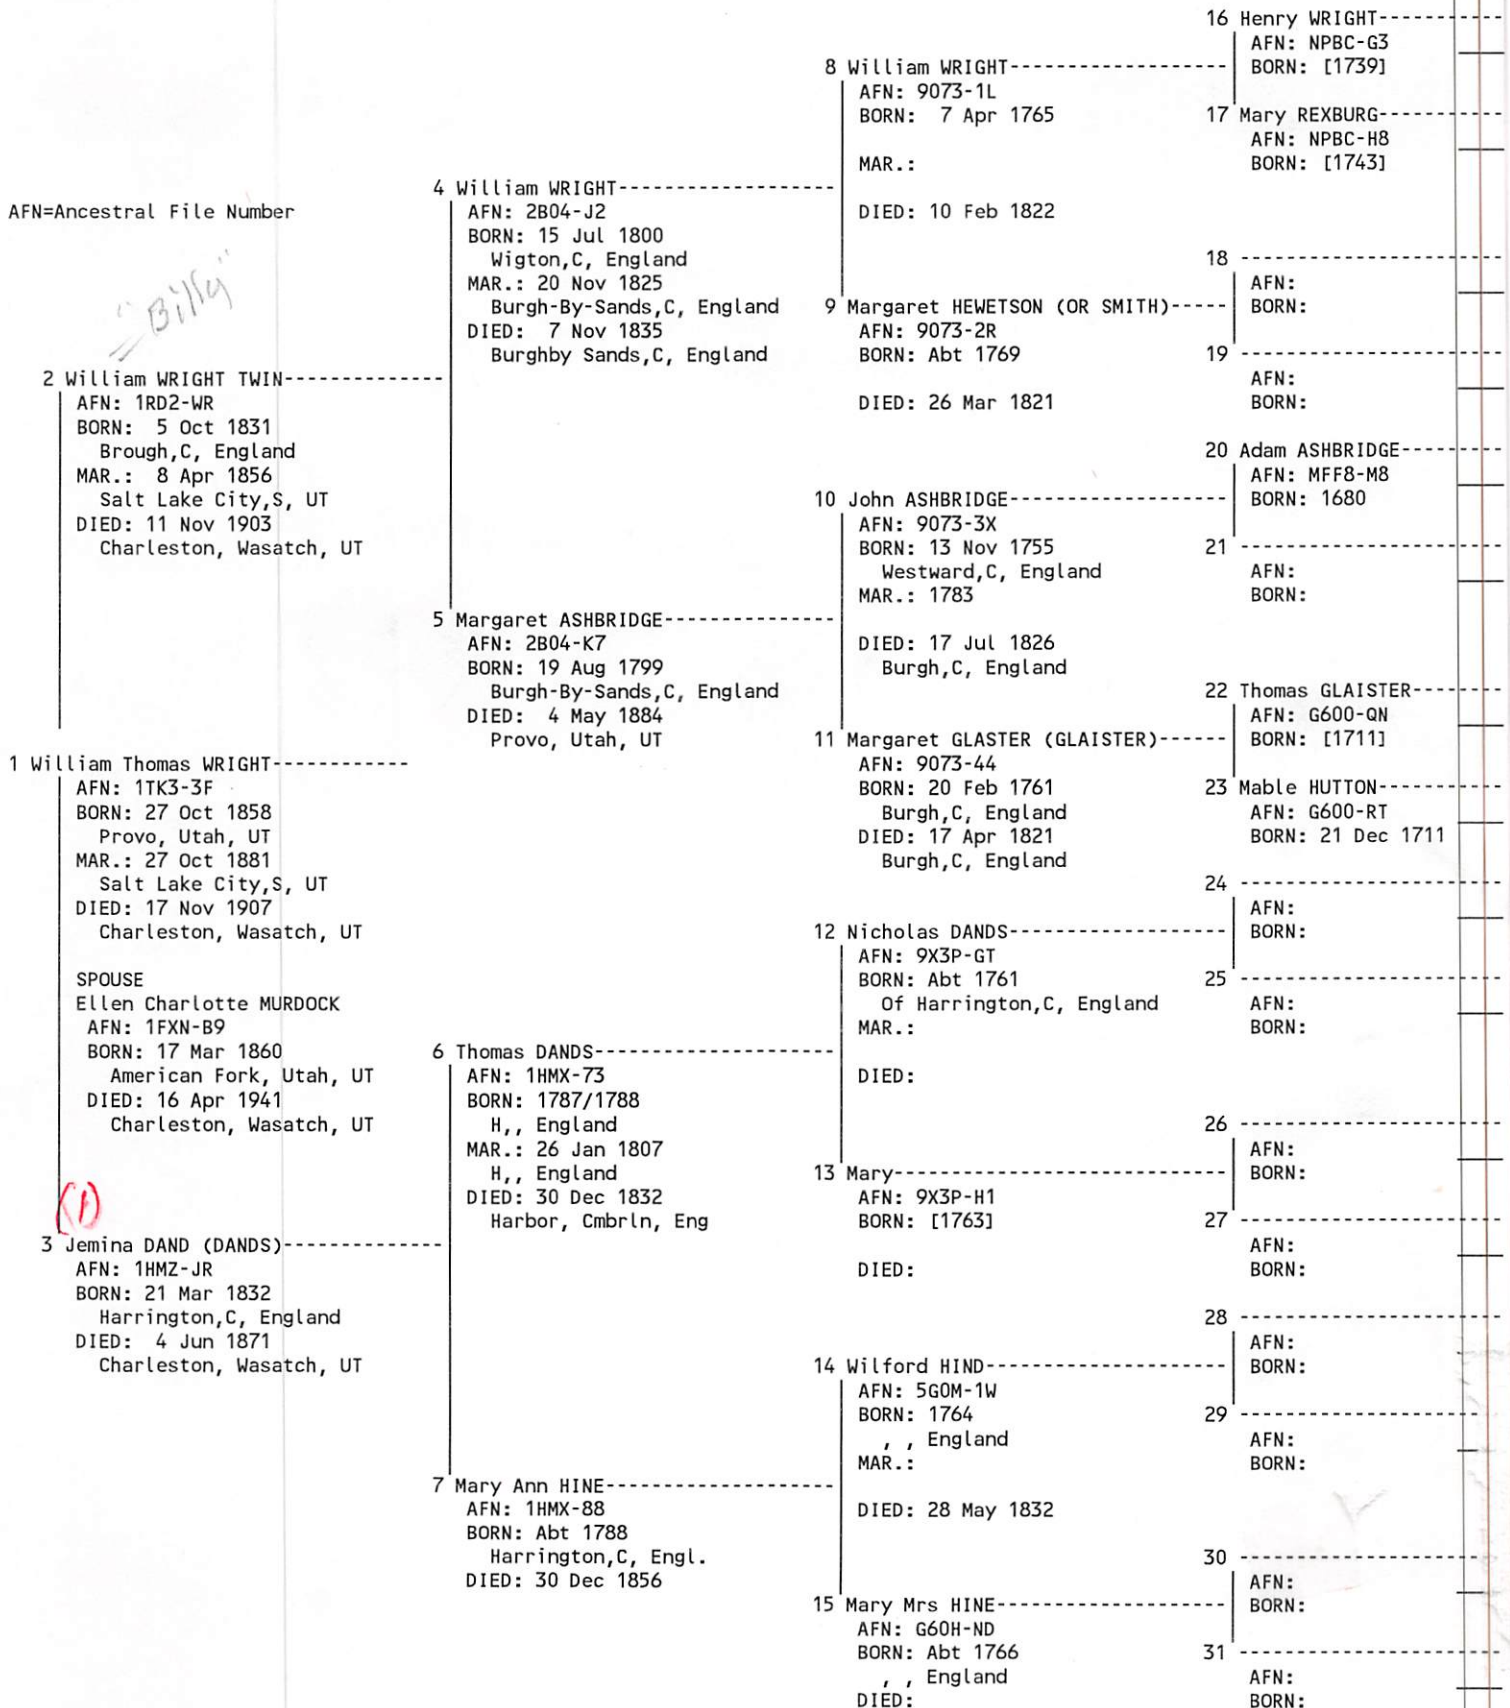 AFN=Ancestral File Number
"Billy"
1 William Thomas WRIGHT------------
AFN: 1TK3-3F
BORN: 27 Oct 1858
Provo, Utah, UT
MAR.: 27 Oct 1881
Salt Lake City,S, UT
DIED: 17 Nov 1907
Charleston, Wasatch, UT
SPOUSE
Ellen Charlotte MURDOCK
AFN: 1FXN-B9
BORN: 17 Mar 1860
American Fork, Utah, UT
DIED: 16 Apr 1941
Charleston, Wasatch, UT
2 William WRIGHT TWIN--------------
AFN: 1RD2-WR
BORN:  5 Oct 1831
Brough,C, England
MAR.:  8 Apr 1856
Salt Lake City,S, UT
DIED: 11 Nov 1903
Charleston, Wasatch, UT
(1)
3 Jemina DAND (DANDS)--------------
AFN: 1HMZ-JR
BORN: 21 Mar 1832
Harrington,C, England
DIED:  4 Jun 1871
Charleston, Wasatch, UT
4 William WRIGHT-------------------
AFN: 2B04-J2
BORN: 15 Jul 1800
Wigton,C, England
MAR.: 20 Nov 1825
Burgh-By-Sands,C, England
DIED:  7 Nov 1835
Burghby Sands,C, England
5 Margaret ASHBRIDGE---------------
AFN: 2B04-K7
BORN: 19 Aug 1799
Burgh-By-Sands,C, England
DIED:  4 May 1884
Provo, Utah, UT
6 Thomas DANDS---------------------
AFN: 1HMX-73
BORN: 1787/1788
H,, England
MAR.: 26 Jan 1807
H,, England
DIED: 30 Dec 1832
Harbor, Cmbrln, Eng
7 Mary Ann HINE--------------------
AFN: 1HMX-88
BORN: Abt 1788
Harrington,C, Engl.
DIED: 30 Dec 1856
8 William WRIGHT-------------------
AFN: 9073-1L
BORN:  7 Apr 1765
MAR.:
DIED: 10 Feb 1822
9 Margaret HEWETSON (OR SMITH)-----
AFN: 9073-2R
BORN: Abt 1769
DIED: 26 Mar 1821
10 John ASHBRIDGE-------------------
AFN: 9073-3X
BORN: 13 Nov 1755
Westward,C, England
MAR.: 1783
DIED: 17 Jul 1826
Burgh,C, England
11 Margaret GLASTER (GLAISTER)------
AFN: 9073-44
BORN: 20 Feb 1761
Burgh,C, England
DIED: 17 Apr 1821
Burgh,C, England
12 Nicholas DANDS-------------------
AFN: 9X3P-GT
BORN: Abt 1761
Of Harrington,C, England
MAR.:
DIED:
13 Mary-----------------------------
AFN: 9X3P-H1
BORN: [1763]
DIED:
14 Wilford HIND---------------------
AFN: 5G0M-1W
BORN: 1764
, , England
MAR.:
DIED: 28 May 1832
15 Mary Mrs HINE--------------------
AFN: G60H-ND
BORN: Abt 1766
, , England
DIED:
16 Henry WRIGHT-----------
AFN: NPBC-G3
BORN: [1739]
17 Mary REXBURG-----------
AFN: NPBC-H8
BORN: [1743]
18 -----------------------
AFN:
BORN:
19 -----------------------
AFN:
BORN:
20 Adam ASHBRIDGE---------
AFN: MFF8-M8
BORN: 1680
21 -----------------------
AFN:
BORN:
22 Thomas GLAISTER--------
AFN: G600-QN
BORN: [1711]
23 Mable HUTTON-----------
AFN: G600-RT
BORN: 21 Dec 1711
24 -----------------------
AFN:
BORN:
25 -----------------------
AFN:
BORN:
26 -----------------------
AFN:
BORN:
27 -----------------------
AFN:
BORN:
28 -----------------------
AFN:
BORN:
29 -----------------------
AFN:
BORN:
30 -----------------------
AFN:
BORN:
31 -----------------------
AFN:
BORN: